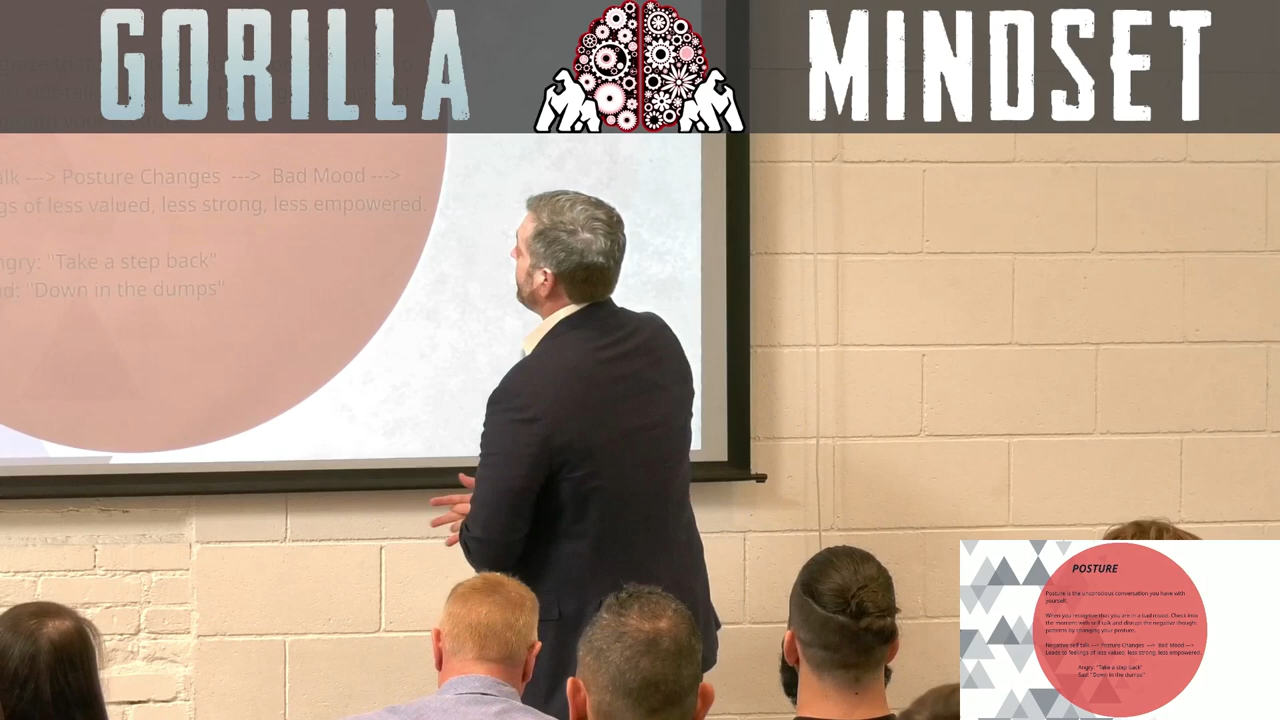 GORILLA MINDSET
alk ---> Posture Changes ---> Bad Mood --->
gs of less valued, less strong, less empowered.
ngry: "Take a step back"
ad: "Down in the dumps"
POSTURE
Posture is the unconscious conversation you have with
yourself.
When you recognize that you are in a bad mood. Check into
the moment with self talk and disrupt the negative thought
patterns by changing your posture.
Negative self talk ---> Posture Changes ---> Bad Mood --->
Leads to feelings of less valued, less strong, less empowered.
Angry: "Take a step back"
Sad: "Down in the dumps"